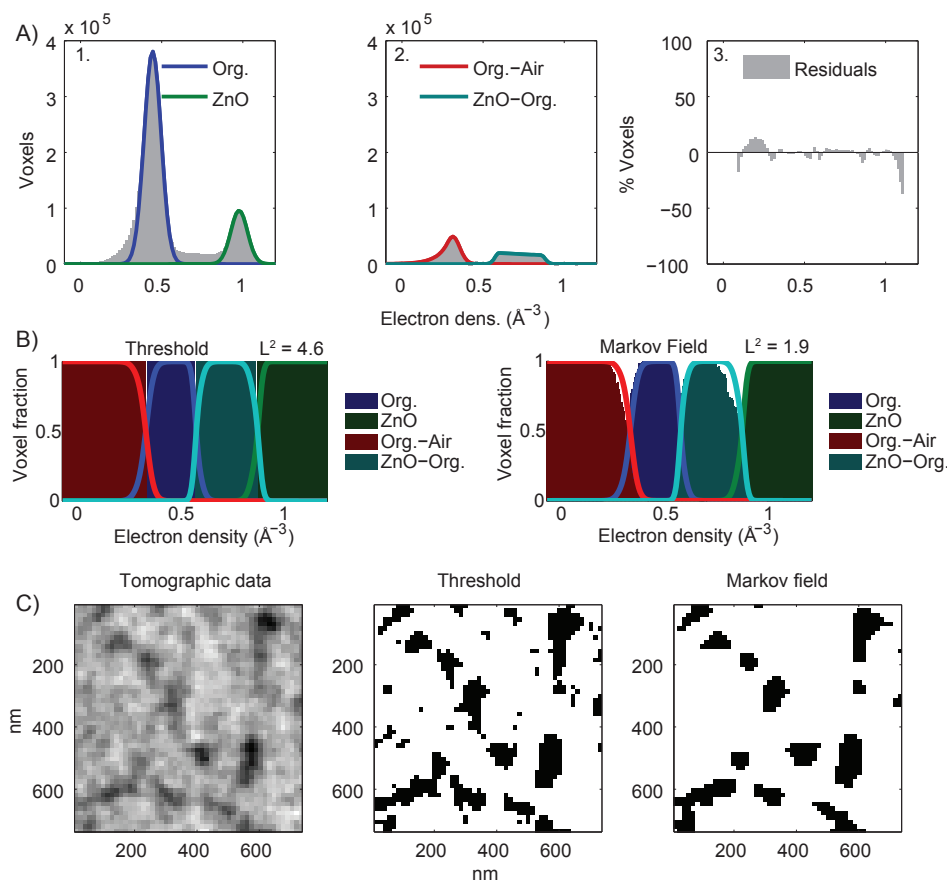 A)
x 10^5
1.
4
3
2
1
0
Voxels
Org.
ZnO
0
0.5
1
x 10^5
2.
4
3
2
1
0
Org.−Air
ZnO−Org.
0
0.5
1
Electron dens. (Å^−3)
3.
100
50
0
−50
−100
% Voxels
Residuals
0
0.5
1
B)
Threshold
L^2 = 4.6
1
0.5
0
Voxel fraction
Org.
ZnO
Org.−Air
ZnO−Org.
0
0.5
1
Electron density (Å^−3)
Markov Field
L^2 = 1.9
1
0.5
0
Voxel fraction
Org.
ZnO
Org.−Air
ZnO−Org.
0
0.5
1
Electron density (Å^−3)
C)
Tomographic data
200
400
600
nm
200 400 600
Threshold
200
400
600
200 400 600
nm
Markov field
200
400
600
200 400 600